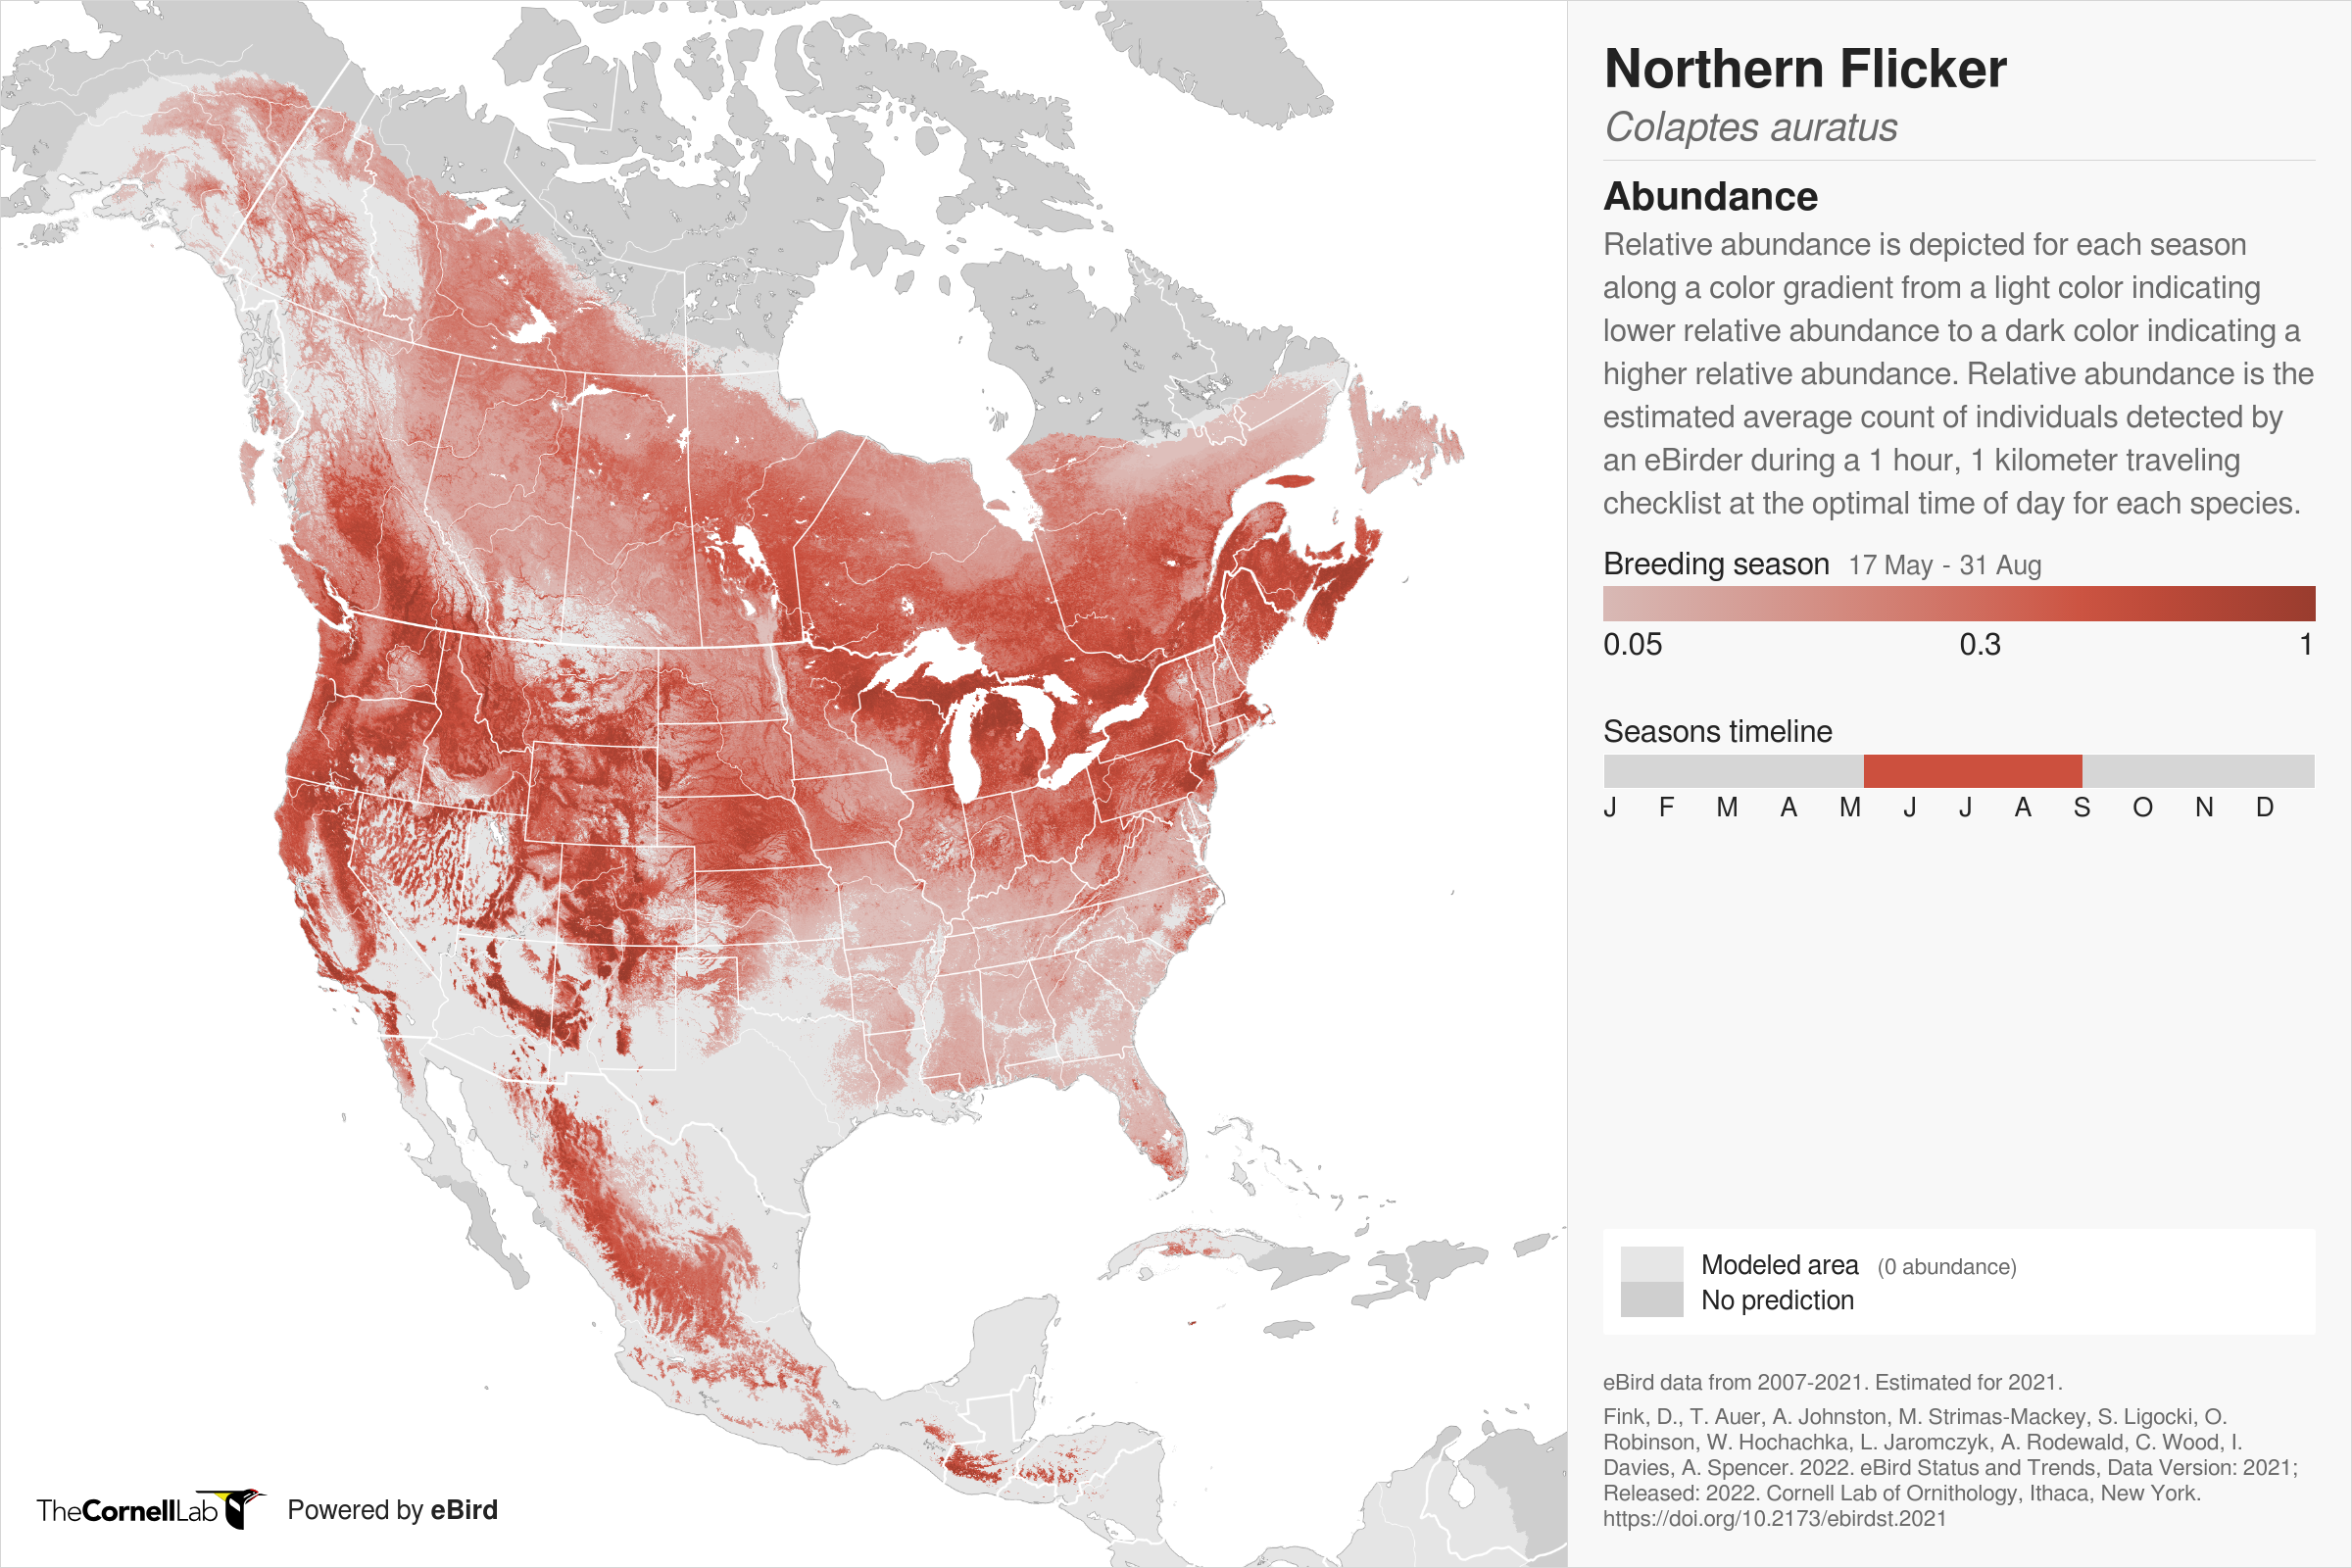 Northern Flicker
Colaptes auratus
Abundance
Relative abundance is depicted for each season
along a color gradient from a light color indicating
lower relative abundance to a dark color indicating a
higher relative abundance. Relative abundance is the
estimated average count of individuals detected by
an eBirder during a 1 hour, 1 kilometer traveling
checklist at the optimal time of day for each species.
Breeding season 17 May - 31 Aug
0.05 0.3 1
Seasons timeline
J F M A M J J A S O N D
Modeled area (0 abundance)
No prediction
eBird data from 2007-2021. Estimated for 2021.
Fink, D., T. Auer, A. Johnston, M. Strimas-Mackey, S. Ligocki, O.
Robinson, W. Hochachka, L. Jaromczyk, A. Rodewald, C. Wood, I.
Davies, A. Spencer. 2022. eBird Status and Trends, Data Version: 2021;
Released: 2022. Cornell Lab of Ornithology, Ithaca, New York.
https://doi.org/10.2173/ebirdst.2021
TheCornellLab Powered by eBird